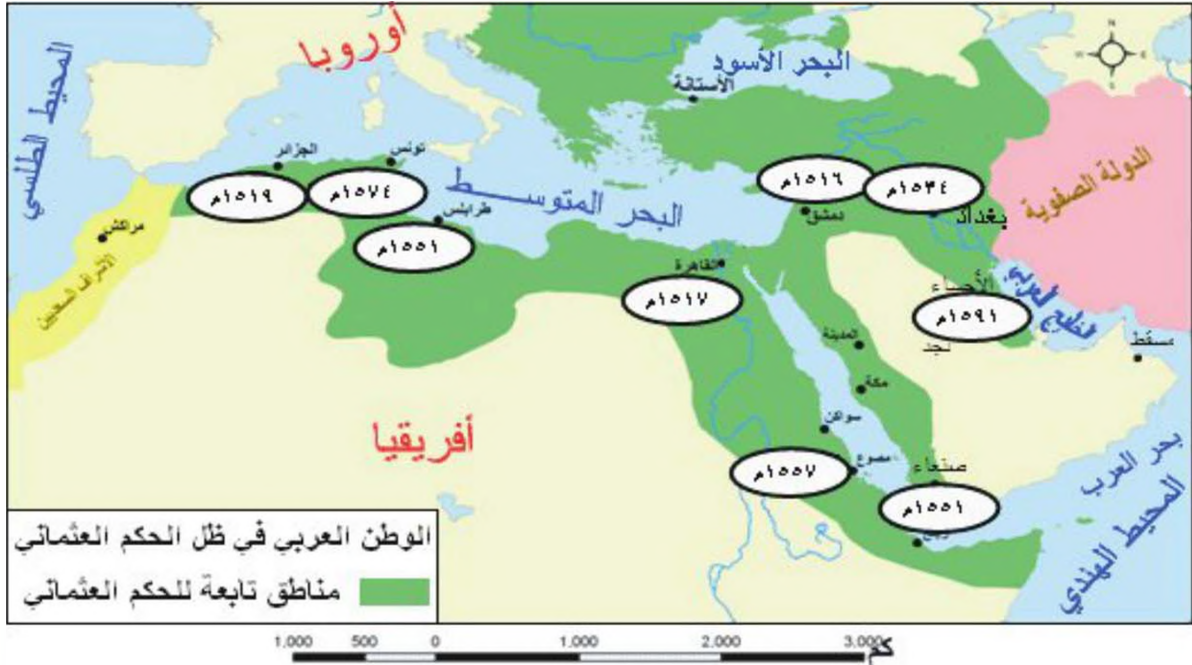 أوروبا
المحيط الطلسي
البحر الأسود
الأستانة
الجزائر
تونس
١٥١٩م
١٥٧٤م
١٥١٦م
١٥٣٤م
الدولة الصفوية
مراكش
الأشراف السعديين
طرابلس
١٥٥١م
البحر المتوسط
دمشق
بغداد
القاهرة
١٥١٧م
الأحساء
١٥٩١م
نجد
الخليج العربي
مسقط
المدينة
مكة
سواكن
أفريقيا
مصوع
١٥٥٧م
صنعاء
١٥٥١م
بحر العرب
المحيط الهندي
الوطن العربي في ظل الحكم العثماني
مناطق تابعة للحكم العثماني
1,000 500 0 1,000 2,000 3,000 كم